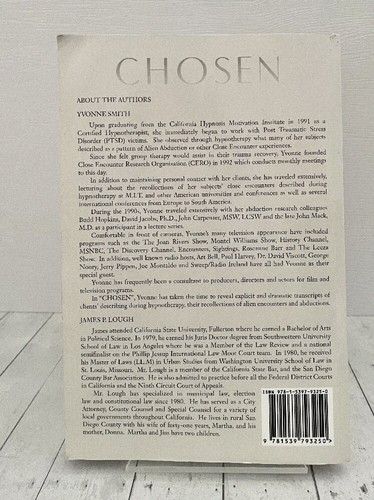 CHOSEN
ABOUT THE AUTHORS
YVONNE SMITH
Upon graduating from the California Hypnosis Motivation Institute in 1991 as a
Certified Hypnotherapist, she immediately began to work with Post Traumatic Stress
Disorder (PTSD) victims. She observed through hypnotherapy what many of her subjects
described as a pattern of Alien Abduction or other Close Encounter experiences.
Since she felt group therapy would assist in their trauma recovery, Yvonne founded
Close Encounter Research Organisation (CERO) in 1992 which conducts monthly meetings
to this day.
In addition to maintaining personal contact with her clients, she has traveled extensively,
lecturing about the recollections of her subjects' close encounters described during
hypnotherapy at M.I.T. and other American universities and conferences as well as several
international conferences from Europe to South America.
During the 1990s, Yvonne traveled extensively with her abduction research colleagues
Budd Hopkins, David Jacobs, Ph.D., John Carpenter, MSW, LCSW and the late John Mack,
M.D. as a participant in a lecture series.
Comfortable in front of cameras, Yvonne's many television appearance have included
programs such as the The Joan Rivers Show, Montel Williams Show, History Channel,
MSNBC, The Discovery Channel, Encounters, Sightings, Roseanne Barr and The Leeza
Show. In addition, well known radio hosts, Art Bell, Paul Harvey, Dr. David Viscott, George
Noory, Jerry Pippin, Joe Montaldo and Sweep/Radio Ireland have all had Yvonne as their
special guest.
Yvonne has frequently been a consultant to producers, directors and actors for film and
television programs.
In "CHOSEN", Yvonne has taken the time to reveal explicit and dramatic transcripts of
clients' describing during hypnotherapy, their recollections of alien encounters and abductions.
JAMES P. LOUGH
James attended California State University, Fullerton where he earned a Bachelor of Arts
in Political Science. In 1979, he earned his Juris Doctor degree from Southwestern University
School of Law in Los Angeles where he was a Member of the Law Review and a national
semifinalist on the Phillip Jessup International Law Moot Court team. In 1980, he received
his Master of Laws (LLM) in Urban Studies from Washington University School of Law in
St. Louis, Missouri. Mr. Lough is a member of the California State Bar, and the San Diego
County Bar Association. He is also admitted to practice before all the Federal District Courts
in California and the Ninth Circuit Court of Appeals.
Mr. Lough has specialized in municipal law, election
law and constitutional law since 1980. He has served as a City
Attorney, County Counsel and Special Counsel for a variety of
local governments throughout California. He lives in rural San
Diego County with his wife of forty-one years, Martha, and his
mother, Donna. Martha and Jim have two children.
ISBN 978-1-5397-9325-0
9 781539 793250